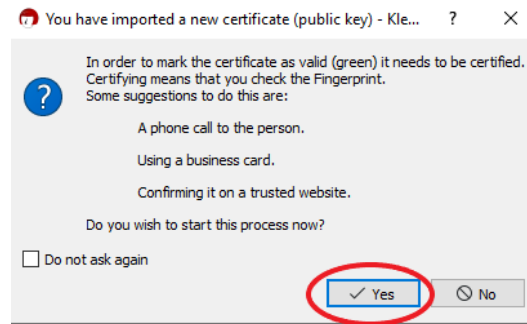 You have imported a new certificate (public key) - Kle... ? ×
In order to mark the certificate as valid (green) it needs to be certified.
Certifying means that you check the Fingerprint.
Some suggestions to do this are:
A phone call to the person.
Using a business card.
Confirming it on a trusted website.
Do you wish to start this process now?
Do not ask again
Yes No